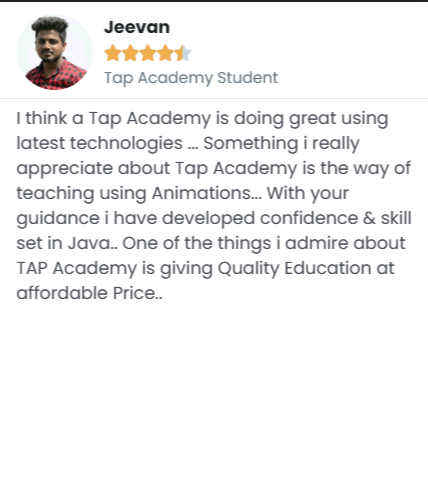 Jeevan
Tap Academy Student
I think a Tap Academy is doing great using
latest technologies ... Something i really
appreciate about Tap Academy is the way of
teaching using Animations... With your
guidance i have developed confidence & skill
set in Java.. One of the things i admire about
TAP Academy is giving Quality Education at
affordable Price..